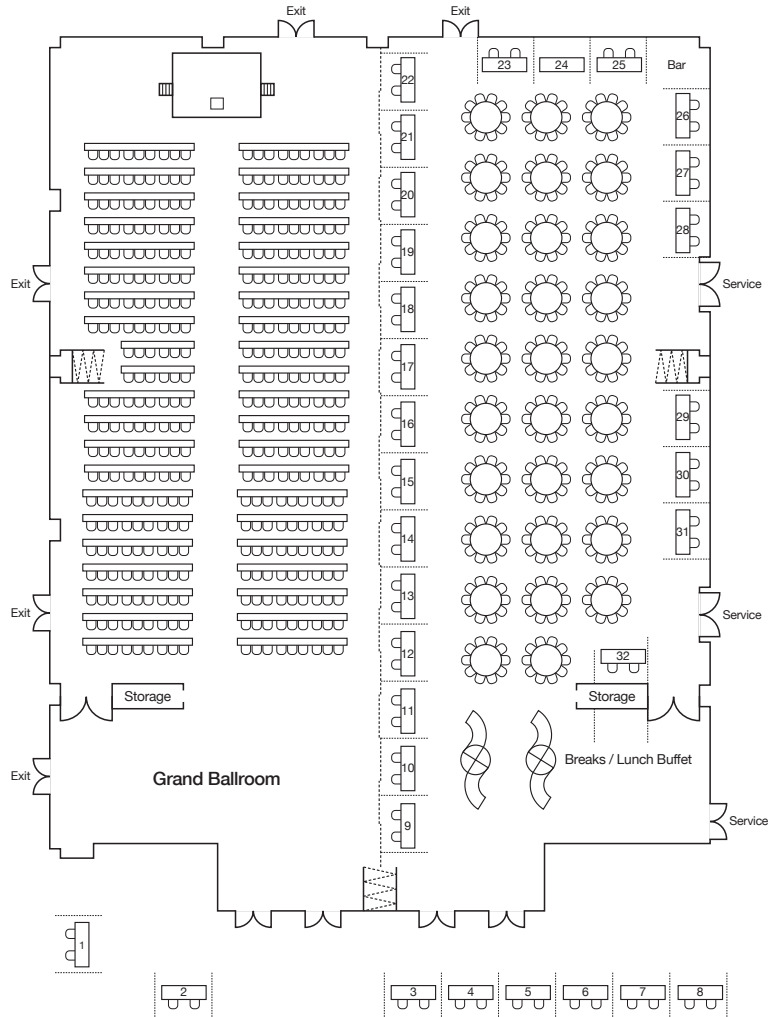 Exit
Exit
22
23
24
25
Bar
26
21
27
20
28
19
Exit
Service
18
17
16
29
15
30
14
31
13
Exit
Service
12
32
Storage
Storage
11
Exit
10
Grand Ballroom
Breaks / Lunch Buffet
9
Service
1
2
3
4
5
6
7
8